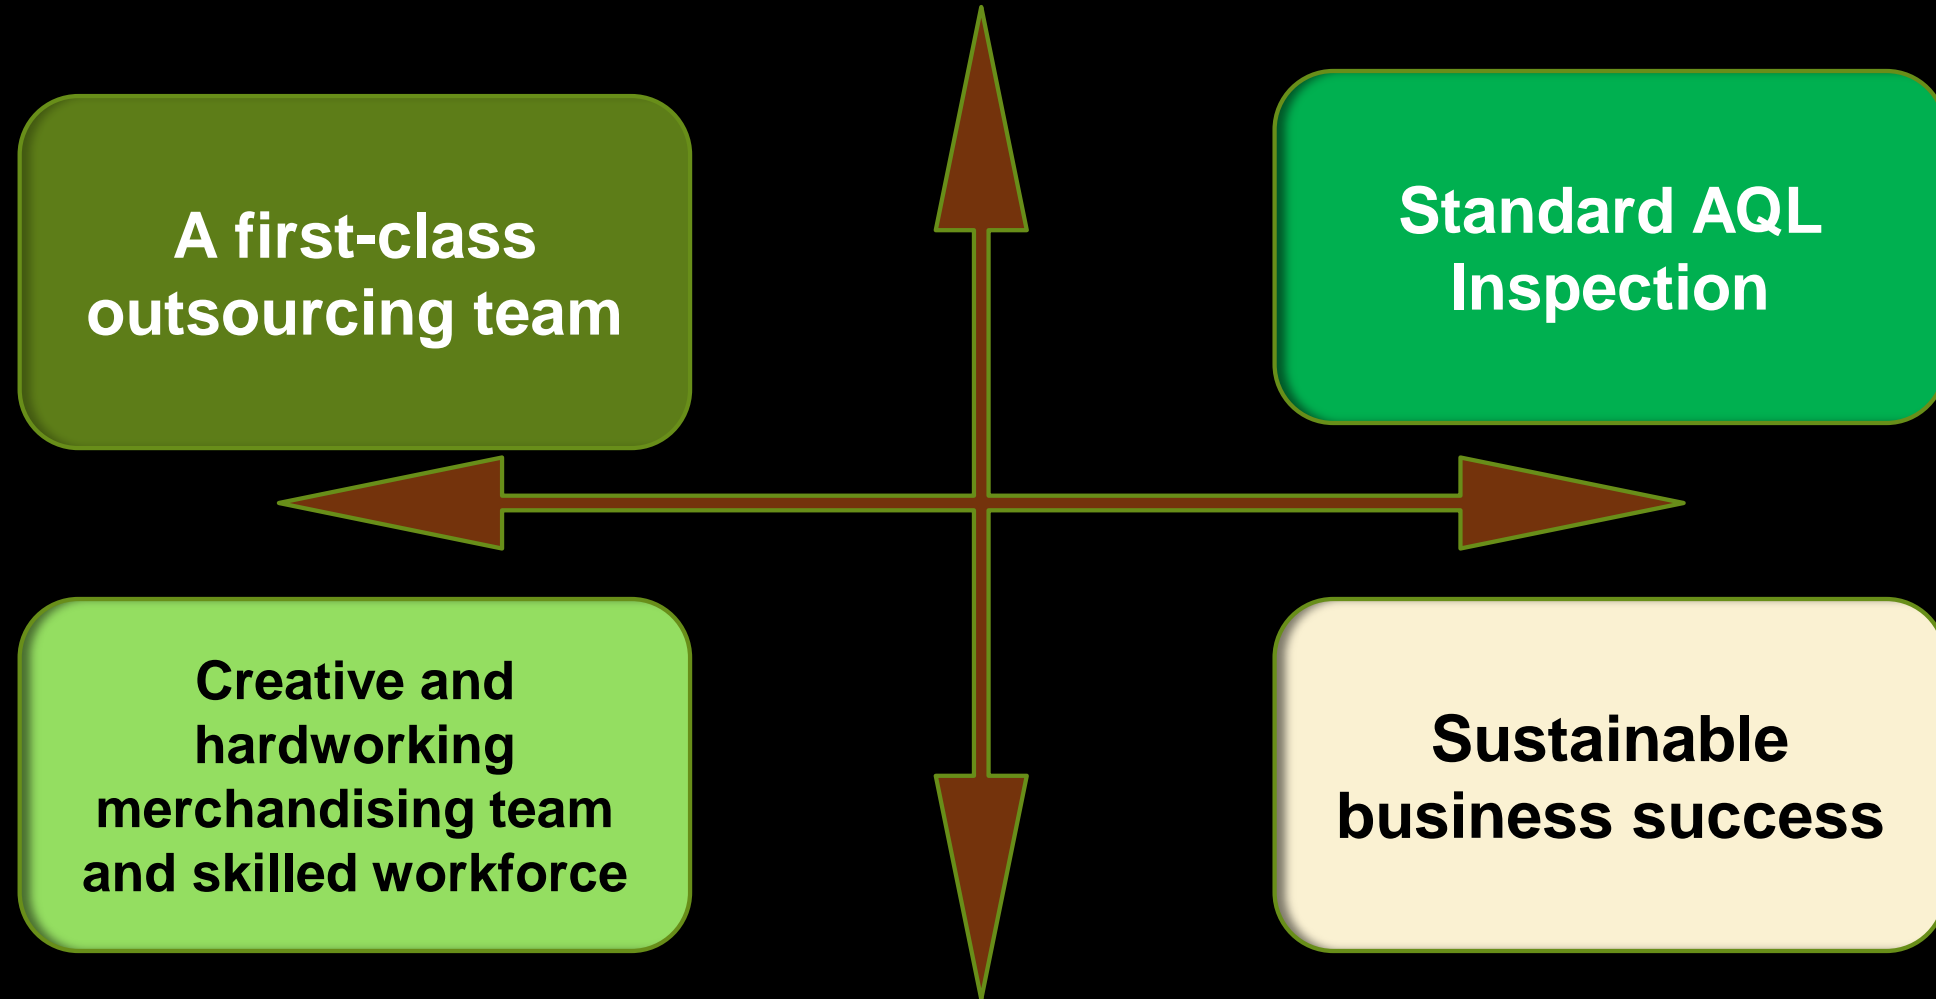 A first-class
outsourcing team
Standard AQL
Inspection
Creative and
hardworking
merchandising team
and skilled workforce
Sustainable
business success